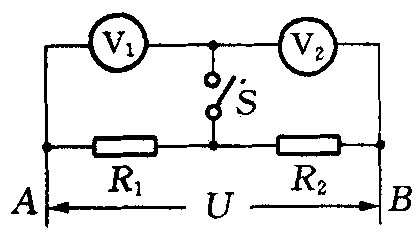 V₁ V₂
S
R₁ R₂
A U B